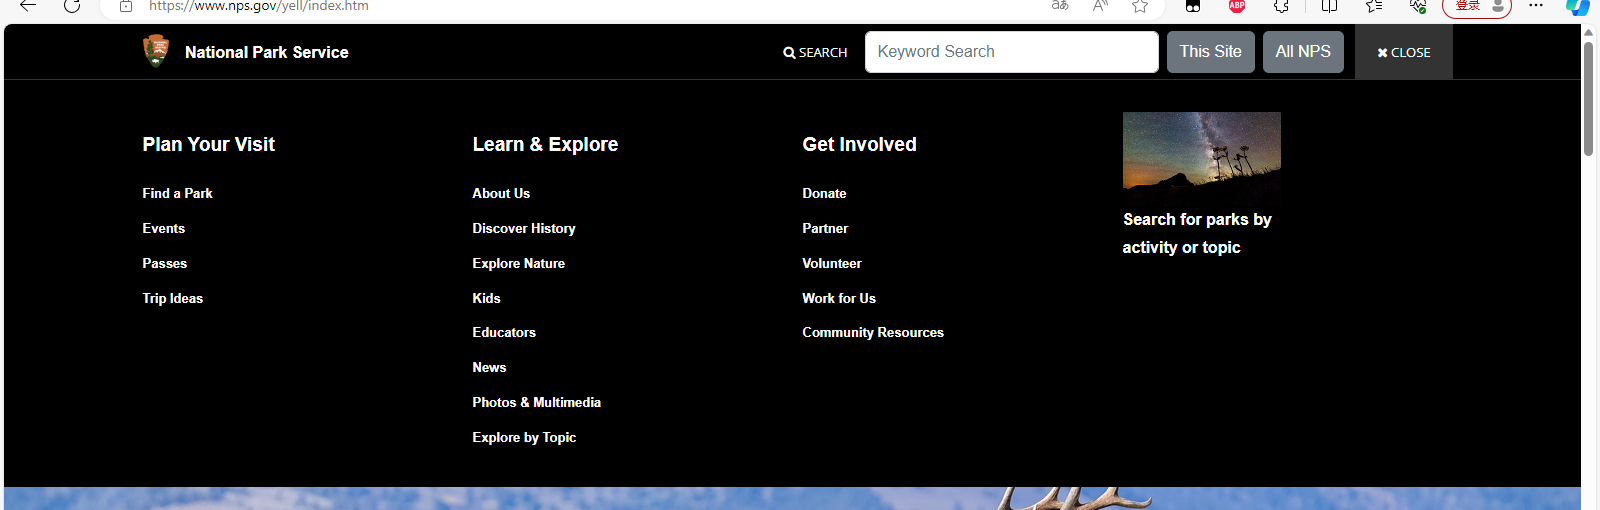 https://www.nps.gov/yell/index.htm
aあ
A
ABP
登录
National Park Service
SEARCH
Keyword Search
This Site
All NPS
✖ CLOSE
Plan Your Visit
Find a Park
Events
Passes
Trip Ideas
Learn & Explore
About Us
Discover History
Explore Nature
Kids
Educators
News
Photos & Multimedia
Explore by Topic
Get Involved
Donate
Partner
Volunteer
Work for Us
Community Resources
Search for parks by
activity or topic